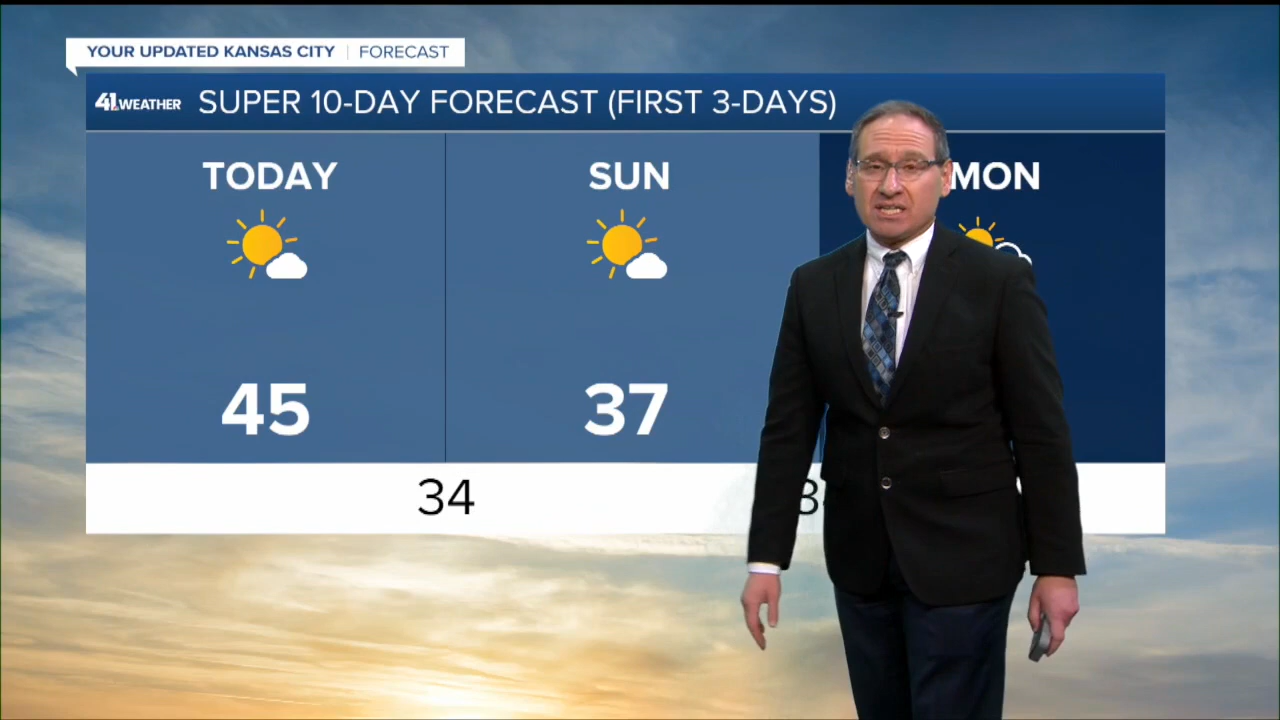 YOUR UPDATED KANSAS CITY | FORECAST
41 WEATHER SUPER 10-DAY FORECAST (FIRST 3-DAYS)
TODAY SUN MON
45 37
34